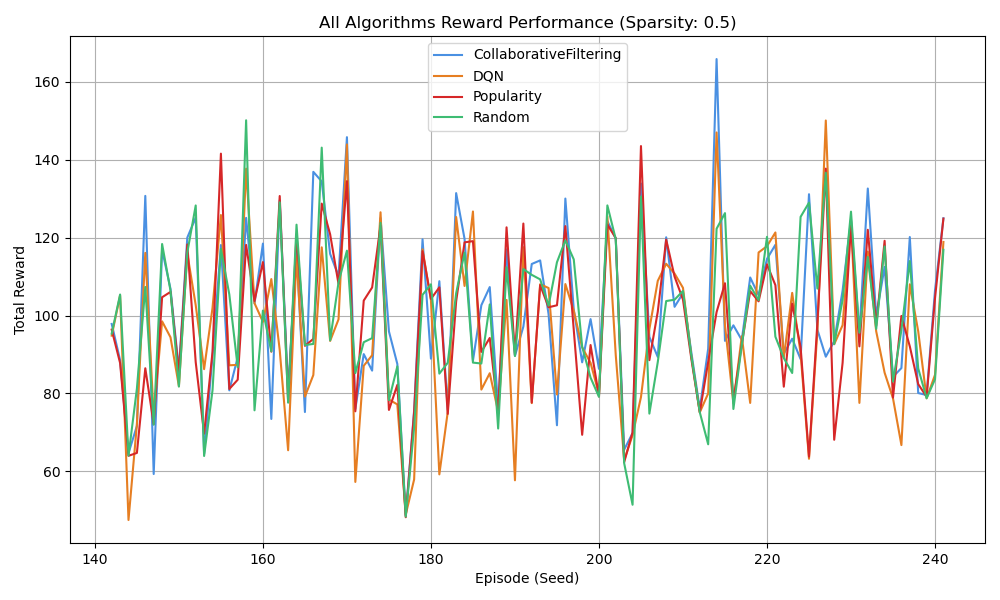 All Algorithms Reward Performance (Sparsity: 0.5)
CollaborativeFiltering
DQN
Popularity
Random
Total Reward
160
140
120
100
80
60
140 160 180 200 220 240
Episode (Seed)